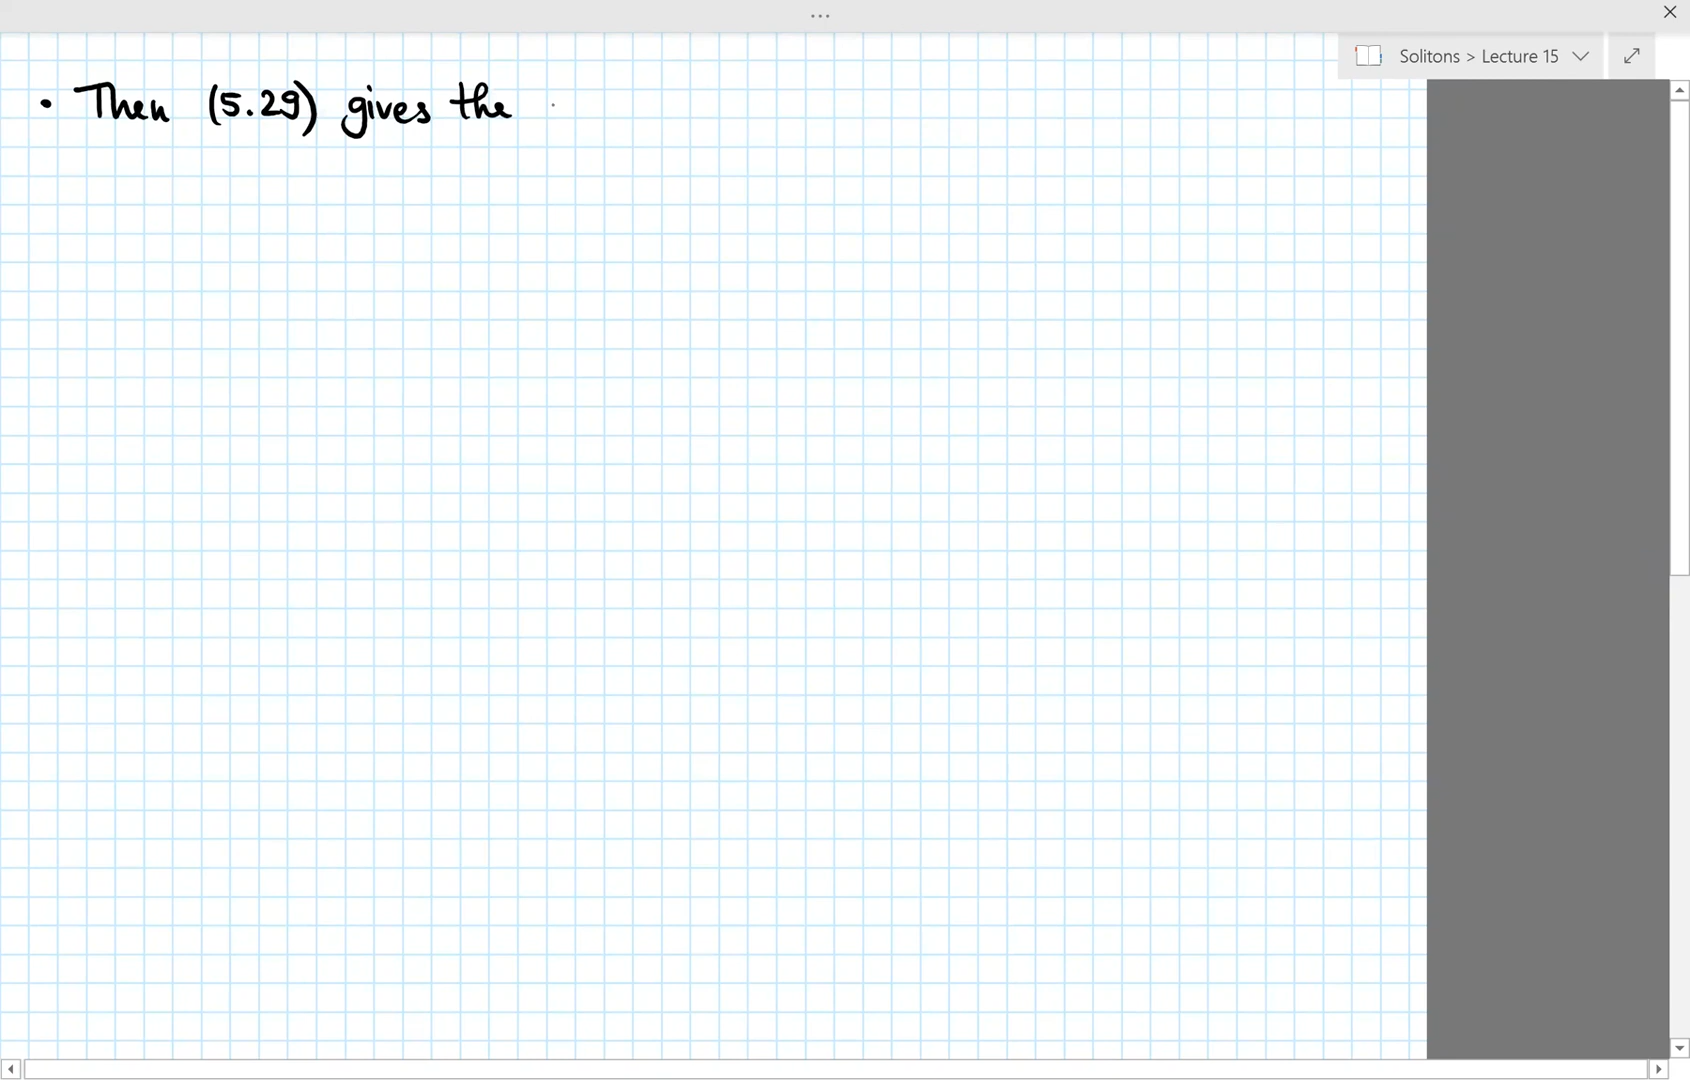 ...
Solitons > Lecture 15
• Then (5.29) gives the